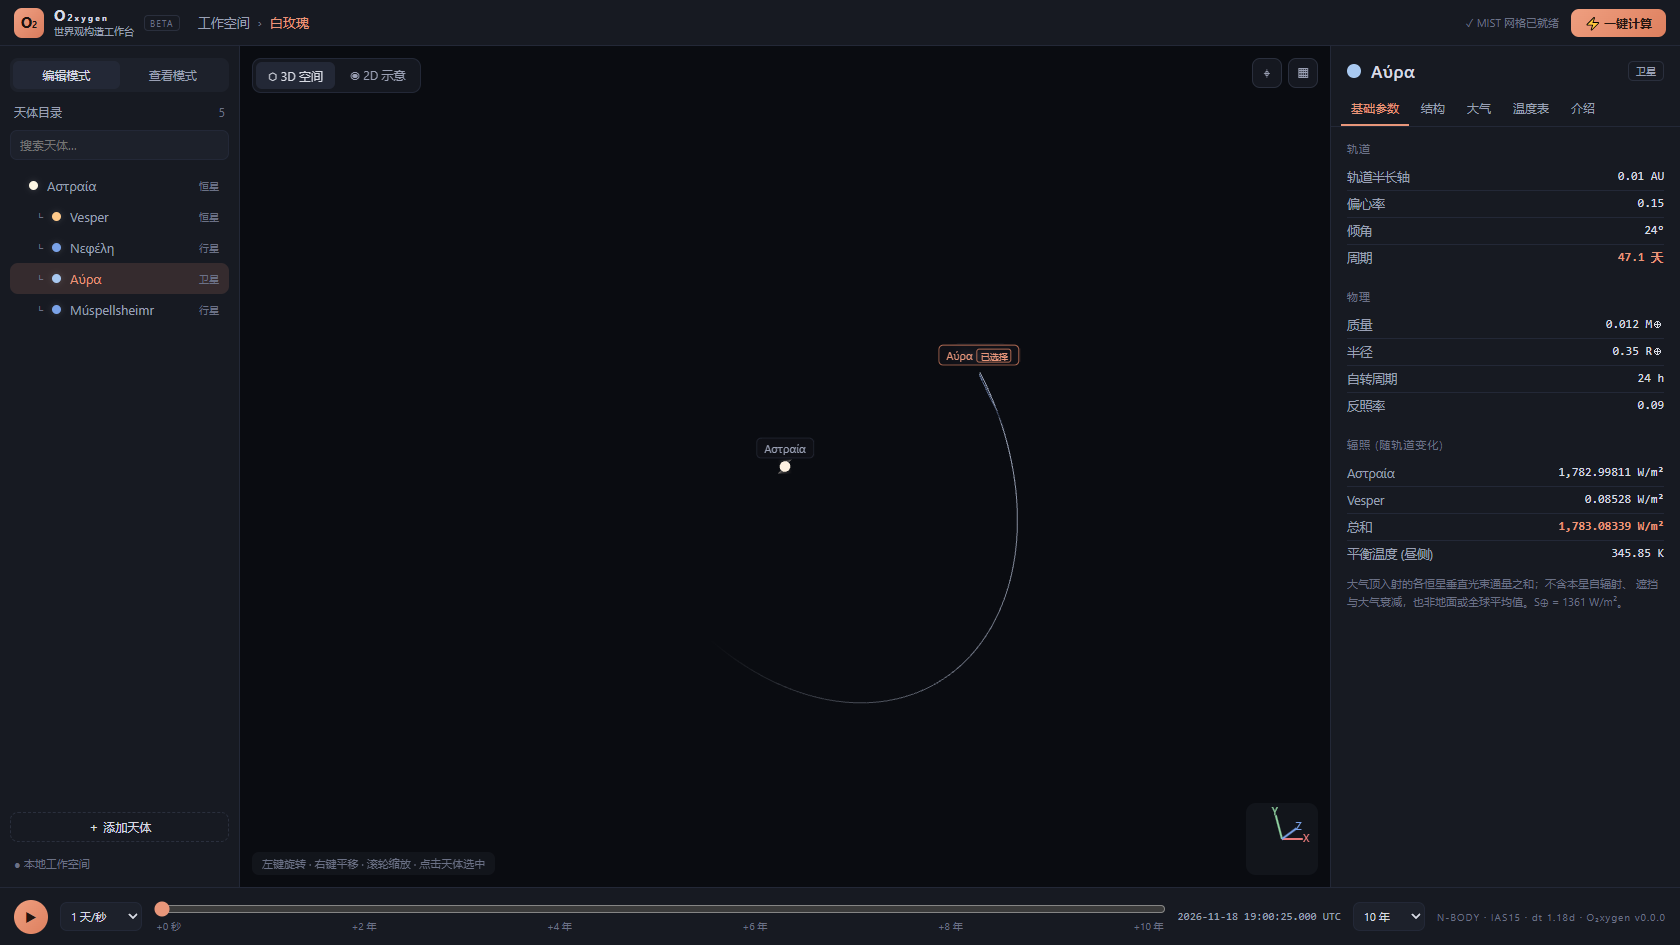 O₂
O₂xygen
世界观构造工作台
BETA
工作空间 › 白玫瑰
✓ MIST 网格已就绪
⚡ 一键计算
编辑模式
查看模式
天体目录
5
搜索天体...
Αστραία
恒星
└ Vesper
恒星
└ Νεφέλη
行星
└ Αύρα
卫星
└ Múspellsheimr
行星
+ 添加天体
● 本地工作空间
3D 空间
2D 示意
Αύρα 已选择
Αστραία
左键旋转 · 右键平移 · 滚轮缩放 · 点击天体选中
Y
Z
X
Αύρα
卫星
基础参数
结构
大气
温度表
介绍
轨道
轨道半长轴 0.01 AU
偏心率 0.15
倾角 24°
周期 47.1 天
物理
质量 0.012 M⊕
半径 0.35 R⊕
自转周期 24 h
反照率 0.09
辐照 (随轨道变化)
Αστραία 1,782.99811 W/m²
Vesper 0.08528 W/m²
总和 1,783.08339 W/m²
平衡温度 (昼侧) 345.85 K
大气顶入射的各恒星垂直光束通量之和；不含本星自辐射、 遮挡
与大气衰减，也非地面或全球平均值。S⊕ = 1361 W/m²。
1 天/秒
+0 秒
+2 年
+4 年
+6 年
+8 年
+10 年
2026-11-18 19:00:25.000 UTC
10 年
N-BODY · IAS15 · dt 1.18d · O₂xygen v0.0.0